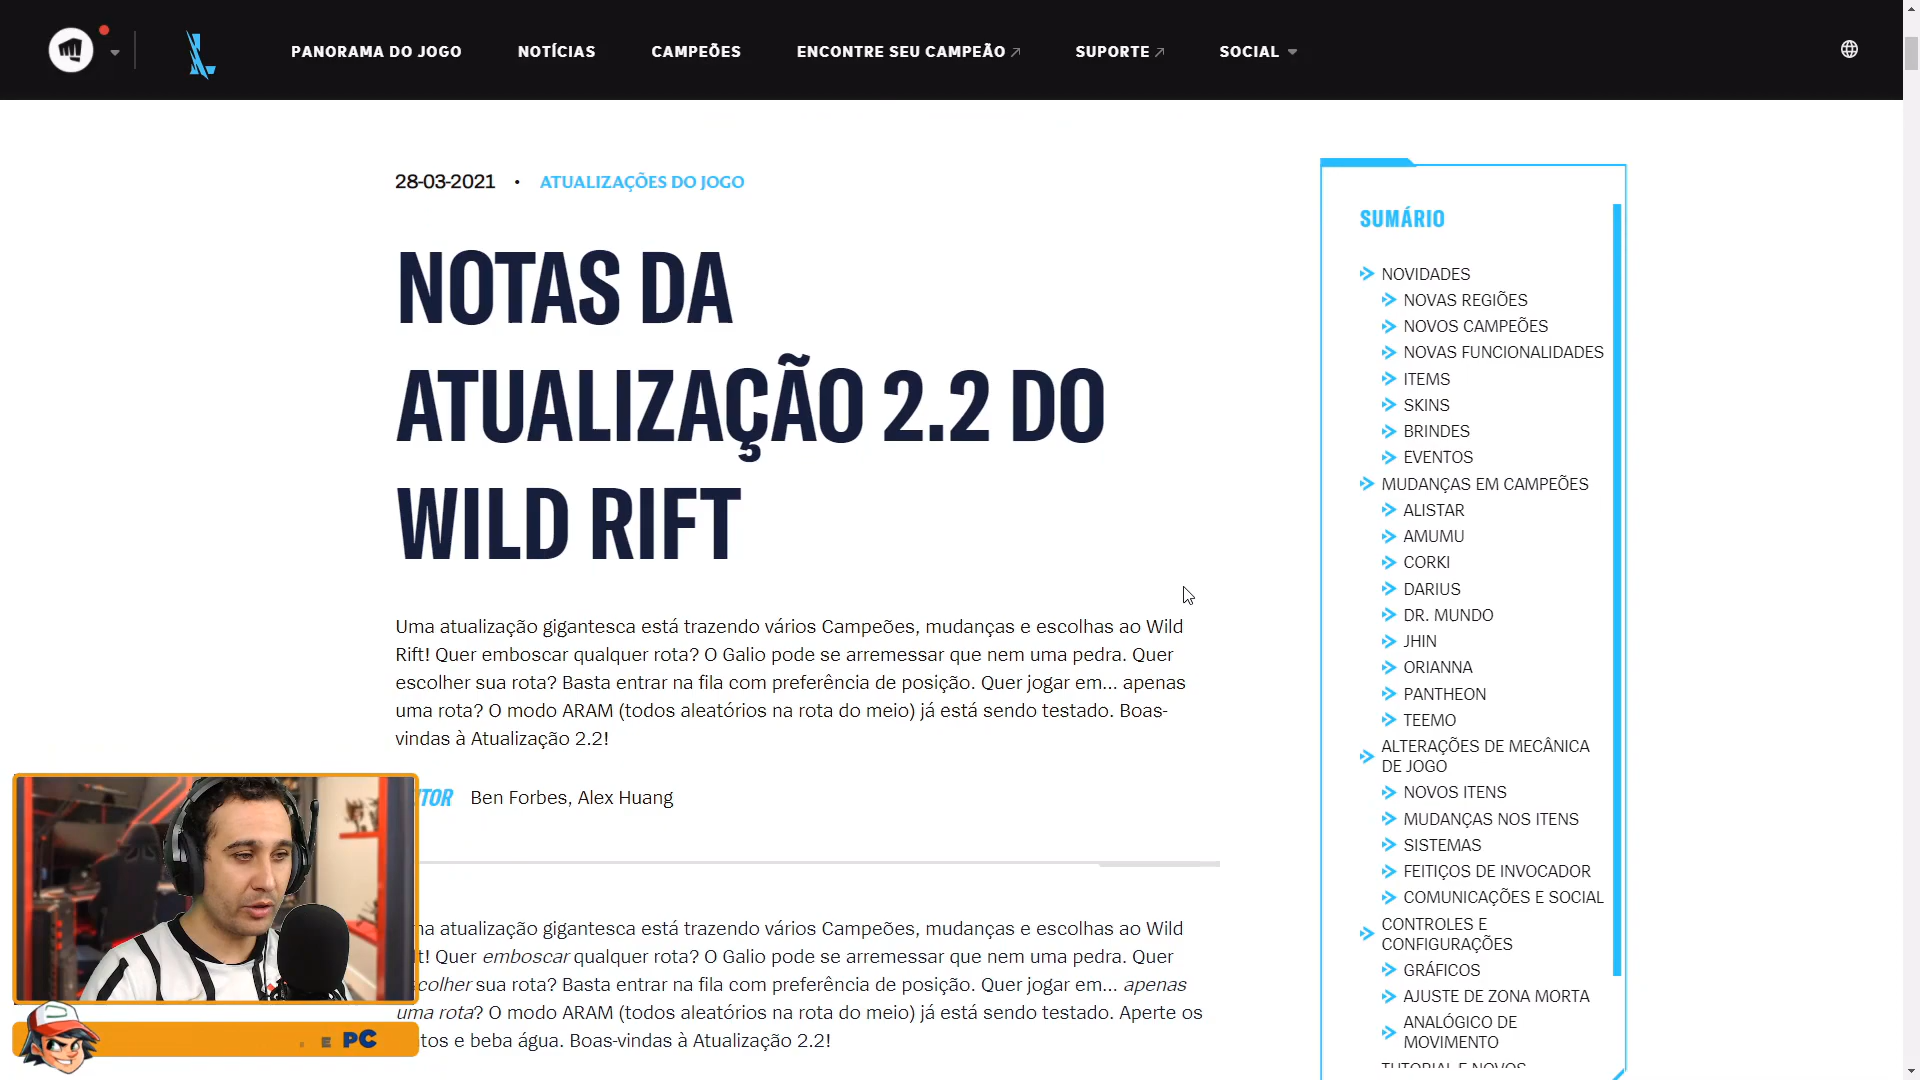 PANORAMA DO JOGO NOTÍCIAS CAMPEÕES ENCONTRE SEU CAMPEÃO SUPORTE SOCIAL
28-03-2021 • ATUALIZAÇÕES DO JOGO
NOTAS DA
ATUALIZAÇÃO 2.2 DO
WILD RIFT
Uma atualização gigantesca está trazendo vários Campeões, mudanças e escolhas ao Wild
Rift! Quer emboscar qualquer rota? O Galio pode se arremessar que nem uma pedra. Quer
escolher sua rota? Basta entrar na fila com preferência de posição. Quer jogar em... apenas
uma rota? O modo ARAM (todos aleatórios na rota do meio) já está sendo testado. Boas-
vindas à Atualização 2.2!
Ben Forbes, Alex Huang
atualização gigantesca está trazendo vários Campeões, mudanças e escolhas ao Wild
Quer emboscar qualquer rota? O Galio pode se arremessar que nem uma pedra. Quer
sua rota? Basta entrar na fila com preferência de posição. Quer jogar em... apenas
uma rota? O modo ARAM (todos aleatórios na rota do meio) já está sendo testado. Aperte os
e beba água. Boas-vindas à Atualização 2.2!
E PC
SUMÁRIO
NOVIDADES
NOVAS REGIÕES
NOVOS CAMPEÕES
NOVAS FUNCIONALIDADES
ITEMS
SKINS
BRINDES
EVENTOS
MUDANÇAS EM CAMPEÕES
ALISTAR
AMUMU
CORKI
DARIUS
DR. MUNDO
JHIN
ORIANNA
PANTHEON
TEEMO
ALTERAÇÕES DE MECÂNICA
DE JOGO
NOVOS ITENS
MUDANÇAS NOS ITENS
SISTEMAS
FEITIÇOS DE INVOCADOR
COMUNICAÇÕES E SOCIAL
CONTROLES E
CONFIGURAÇÕES
GRÁFICOS
AJUSTE DE ZONA MORTA
ANALÓGICO DE
MOVIMENTO
TUTORIAL E NOVOS